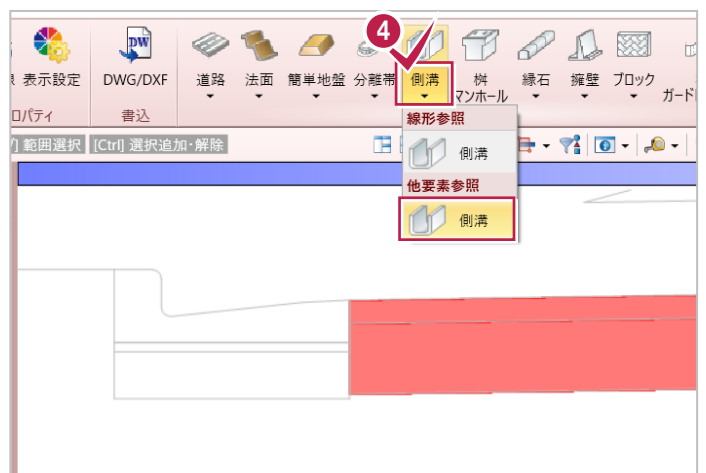 4
表示設定
DWG/DXF
道路
法面
簡単地盤
分離帯
側溝
桝
マンホール
縁石
擁壁
ブロック
ガード
パティ
書込
範囲選択 [Ctrl] 選択追加・解除
線形参照
側溝
他要素参照
側溝